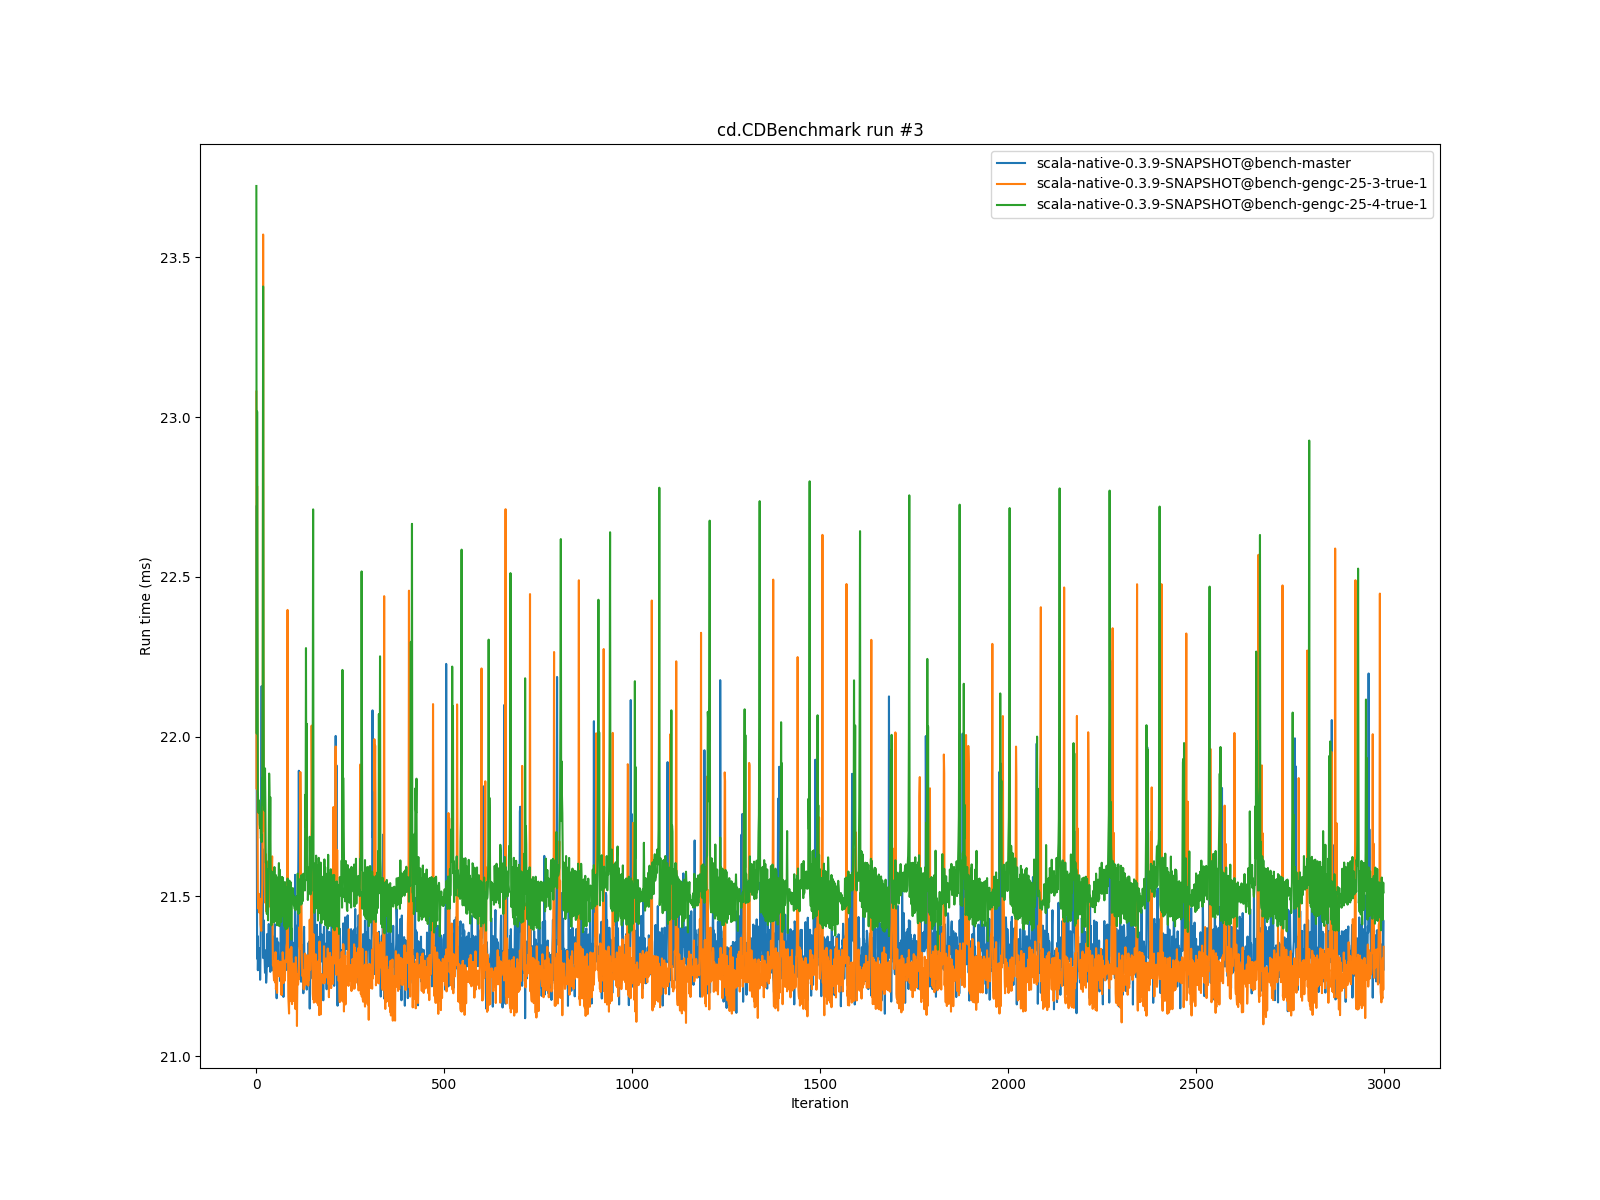 cd.CDBenchmark run #3
scala-native-0.3.9-SNAPSHOT@bench-master
scala-native-0.3.9-SNAPSHOT@bench-gengc-25-3-true-1
scala-native-0.3.9-SNAPSHOT@bench-gengc-25-4-true-1
23.5
23.0
22.5
22.0
21.5
21.0
Run time (ms)
0 500 1000 1500 2000 2500 3000
Iteration